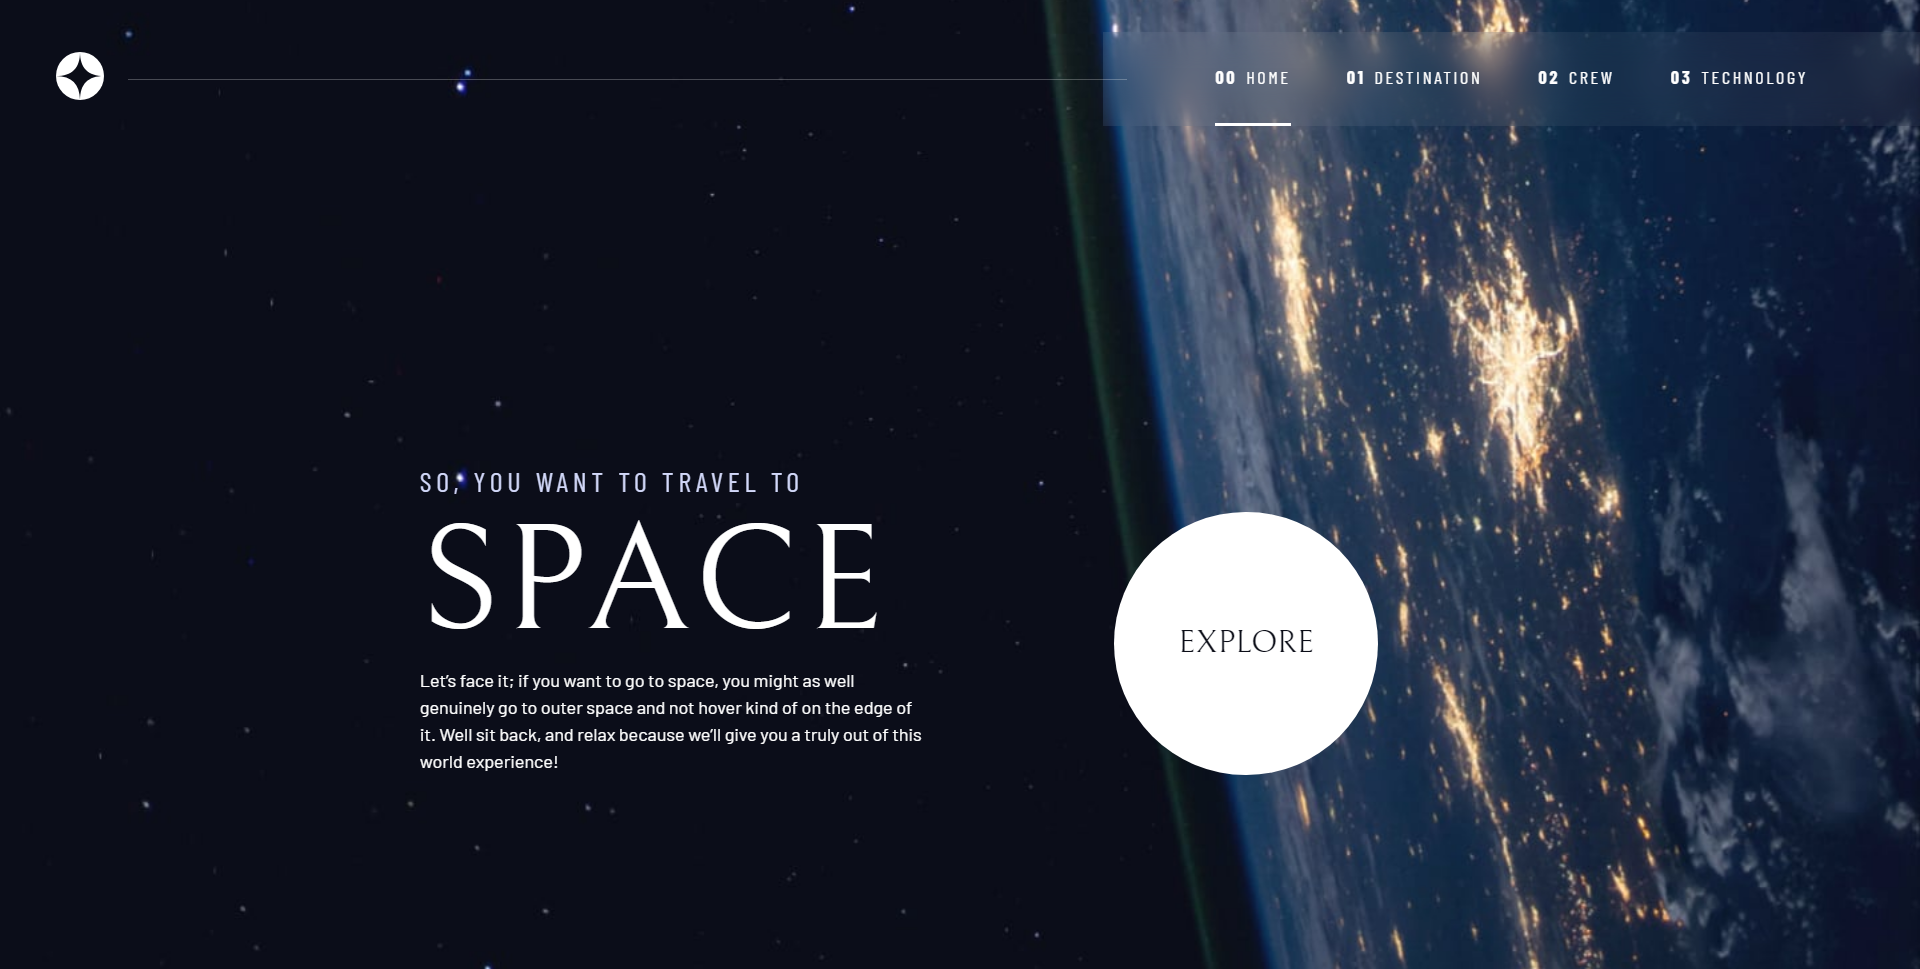 00 HOME 01 DESTINATION 02 CREW 03 TECHNOLOGY
SO, YOU WANT TO TRAVEL TO
SPACE
Let’s face it; if you want to go to space, you might as well
genuinely go to outer space and not hover kind of on the edge of
it. Well sit back, and relax because we’ll give you a truly out of this
world experience!
EXPLORE